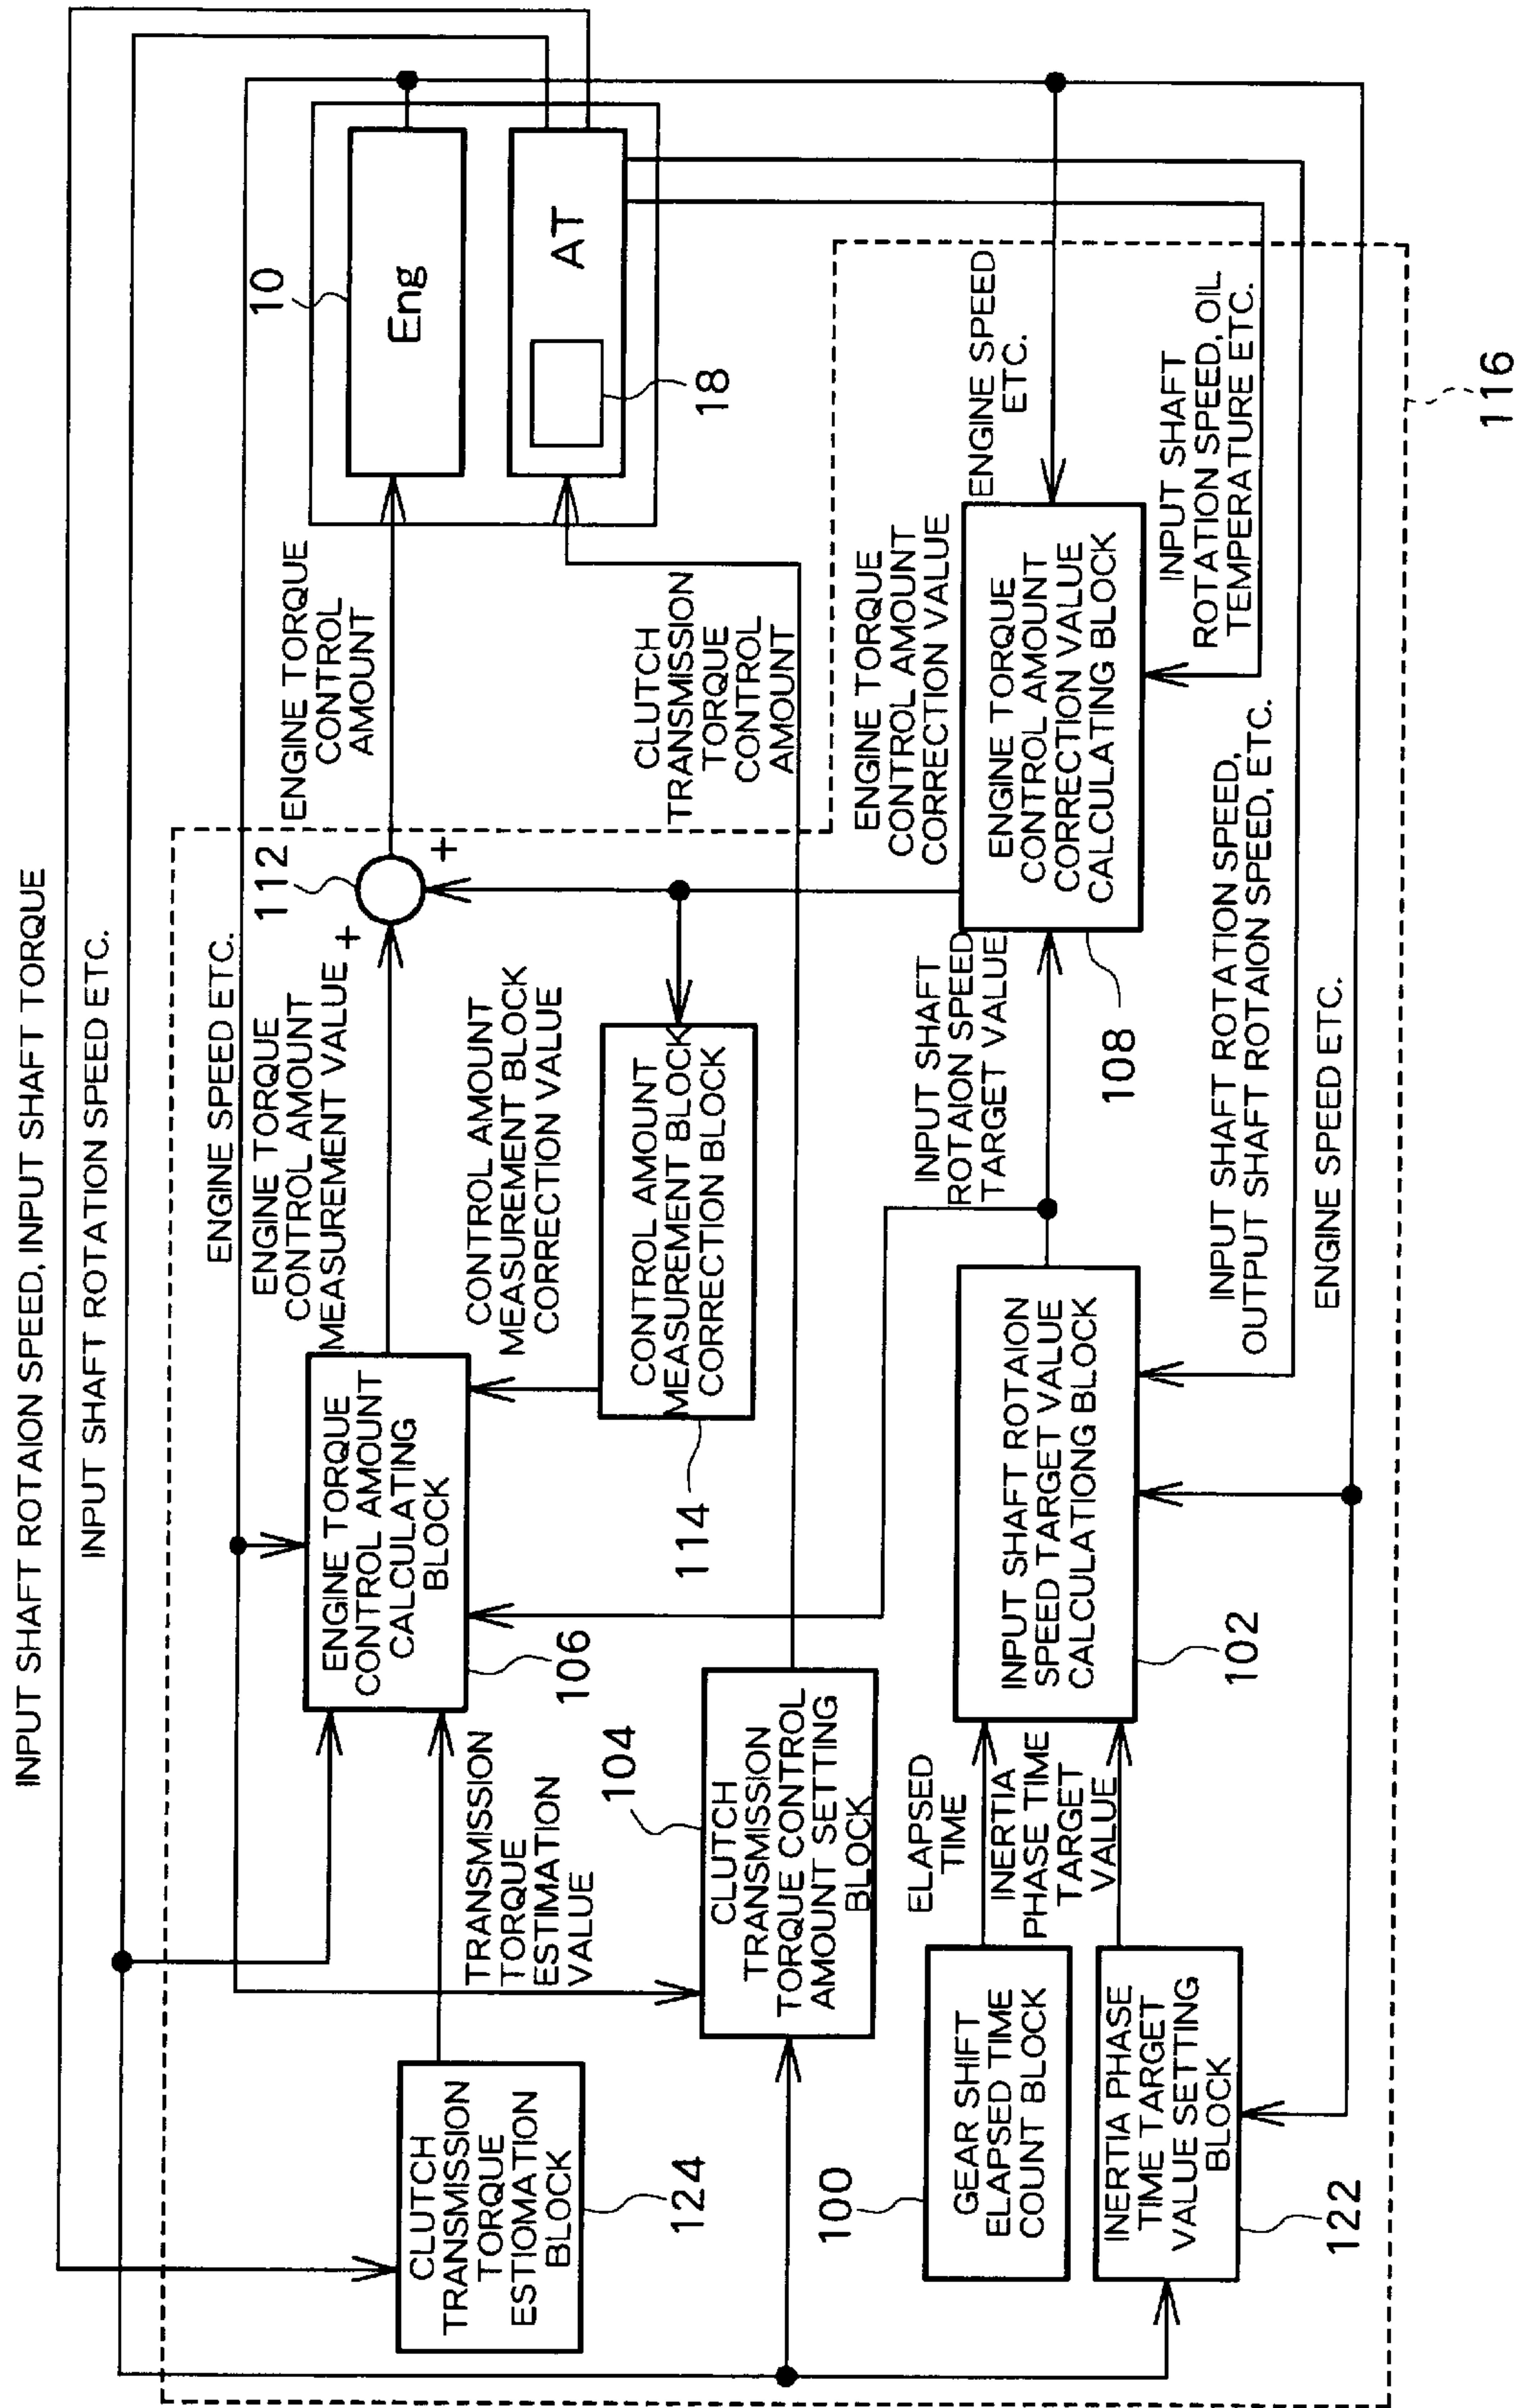 INPUT SHAFT ROTAION SPEED, INPUT SHAFT TORQUE
INPUT SHAFT ROTATION SPEED ETC.
ENGINE SPEED ETC.
ENGINE TORQUE
CONTROL AMOUNT
MEASUREMENT VALUE
+
+
112
ENGINE TORQUE
CONTROL
AMOUNT
10
Eng
AT
18
CLUTCH
TRANSMISSION
TORQUE
ESTIOMATION
BLOCK
124
TRANSMISSION
TORQUE
ESTIMATION
VALUE
ENGINE TORQUE
CONTROL AMOUNT
CALCULATING
BLOCK
106
CONTROL AMOUNT
MEASUREMENT BLOCK
CORRECTION VALUE
CONTROL AMOUNT
MEASUREMENT BLOCK
CORRECTION BLOCK
114
CLUTCH
TRANSMISSION
TORQUE
CONTROL
AMOUNT
104
CLUTCH
TRANSMISSION
TORQUE CONTROL
AMOUNT SETTING
BLOCK
100
GEAR SHIFT
ELAPSED TIME
COUNT BLOCK
ELAPSED
TIME
INERTIA
PHASE TIME
TARGET
VALUE
INERTIA PHASE
TIME TARGET
VALUE SETTING
BLOCK
122
INPUT SHAFT ROTAION
SPEED TARGET VALUE
CALCULATIONG BLOCK
102
INPUT SHAFT
ROTAION SPEED
TARGET VALUE
ENGINE TORQUE
CONTROL AMOUNT
CORRECTION VALUE
ENGINE TORQUE
CONTROL AMOUNT
CORRECTION VALUE
CALCULATING BLOCK
108
ENGINE SPEED
ETC.
INPUT SHAFT
ROTATION SPEED, OIL
TEMPERATURE ETC.
INPUT SHAFT ROTATION SPEED,
OUTPUT SHAFT ROTAION SPEED, ETC.
ENGINE SPEED ETC.
116